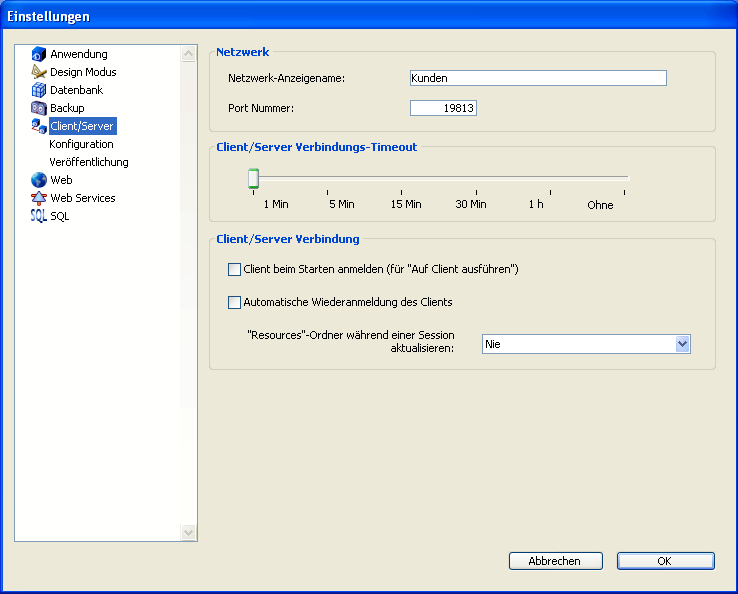 Einstellungen
Anwendung
Design Modus
Datenbank
Backup
Client/Server
Konfiguration
Veröffentlichung
Web
Web Services
SQL SQL
Netzwerk
Netzwerk-Anzeigename: Kunden
Port Nummer: 19813
Client/Server Verbindungs-Timeout
1 Min 5 Min 15 Min 30 Min 1 h Ohne
Client/Server Verbindung
Client beim Starten anmelden (für "Auf Client ausführen")
Automatische Wiederanmeldung des Clients
"Resources"-Ordner während einer Session
aktualisieren: Nie
Abbrechen OK